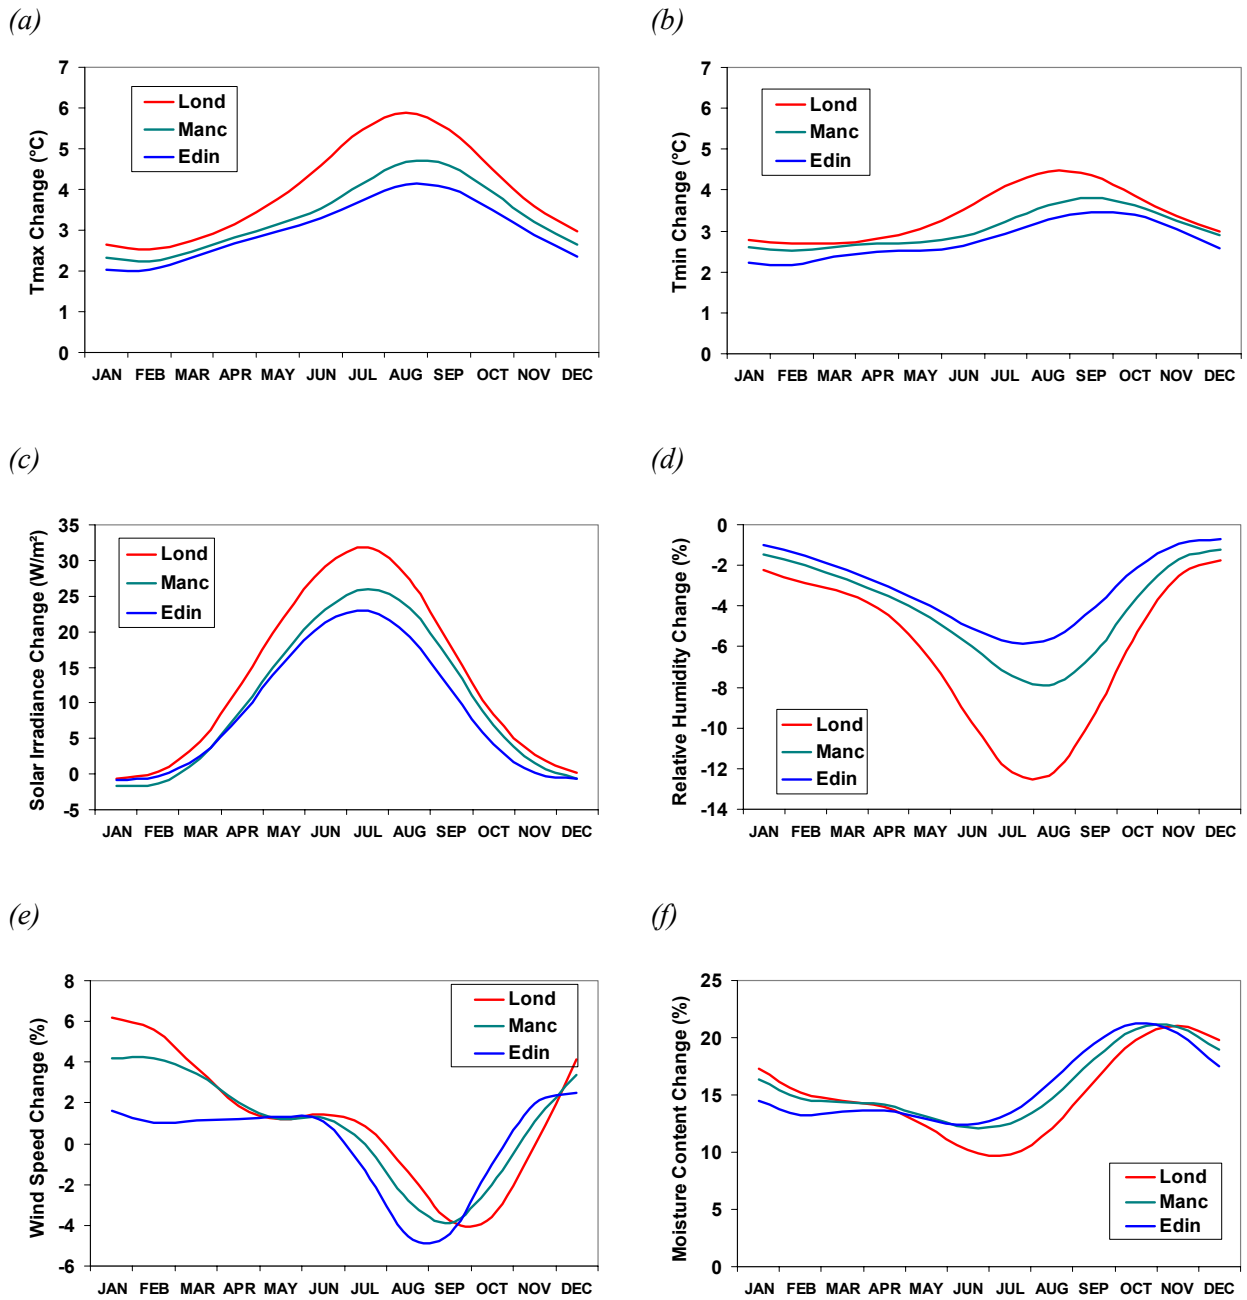 (a)
Tmax Change (°C)
7
6
5
4
3
2
1
0
Lond
Manc
Edin
JAN FEB MAR APR MAY JUN JUL AUG SEP OCT NOV DEC
(b)
Tmin Change (°C)
7
6
5
4
3
2
1
0
Lond
Manc
Edin
JAN FEB MAR APR MAY JUN JUL AUG SEP OCT NOV DEC
(c)
Solar Irradiance Change (W/m²)
35
30
25
20
15
10
5
0
-5
Lond
Manc
Edin
JAN FEB MAR APR MAY JUN JUL AUG SEP OCT NOV DEC
(d)
Relative Humidity Change (%)
0
-2
-4
-6
-8
-10
-12
-14
Lond
Manc
Edin
JAN FEB MAR APR MAY JUN JUL AUG SEP OCT NOV DEC
(e)
Wind Speed Change (%)
8
6
4
2
0
-2
-4
-6
Lond
Manc
Edin
JAN FEB MAR APR MAY JUN JUL AUG SEP OCT NOV DEC
(f)
Moisture Content Change (%)
25
20
15
10
5
0
Lond
Manc
Edin
JAN FEB MAR APR MAY JUN JUL AUG SEP OCT NOV DEC